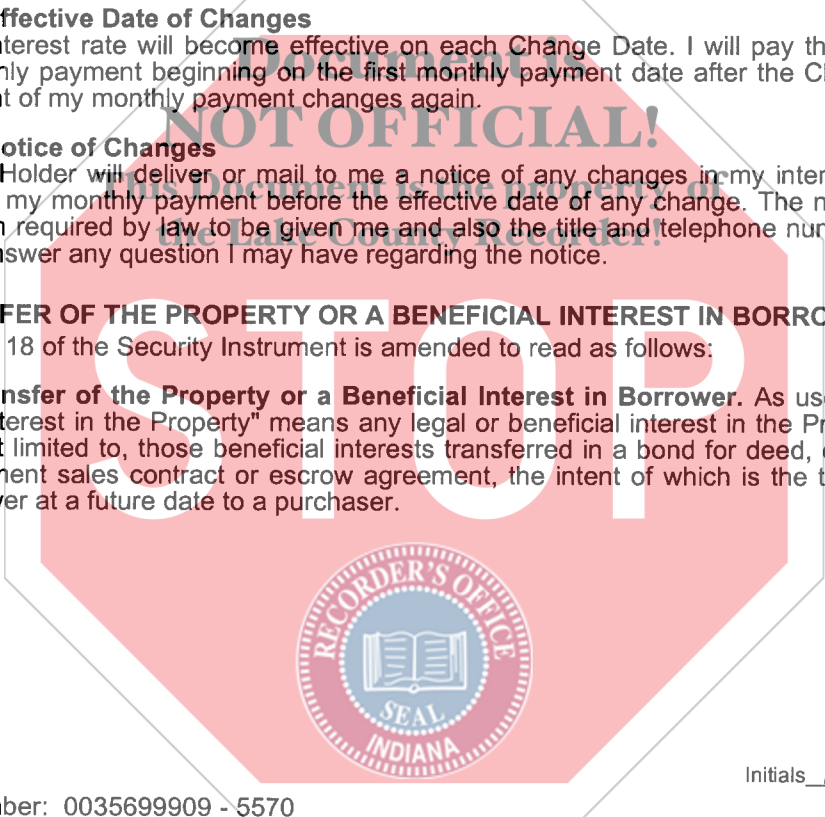 ffective Date of Changes
terest rate will become effective on each Change Date. I will pay th
nly payment beginning on the first monthly payment date after the C
t of my monthly payment changes again.
Document is
NOT OFFICIAL!
This Document is the property of
the Lake County Recorder!
otice of Changes
Holder will deliver or mail to me a notice of any changes in my inter
my monthly payment before the effective date of any change. The n
required by law to be given me and also the title and telephone nur
nswer any question I may have regarding the notice.
FER OF THE PROPERTY OR A BENEFICIAL INTEREST IN BORRO
18 of the Security Instrument is amended to read as follows:
STOP
nsfer of the Property or a Beneficial Interest in Borrower. As use
terest in the Property" means any legal or beneficial interest in the Pr
t limited to, those beneficial interests transferred in a bond for deed,
ment sales contract or escrow agreement, the intent of which is the t
er at a future date to a purchaser.
RECORDER'S OFFICE
SEAL
INDIANA
Initials_
ber: 0035699909 - 5570